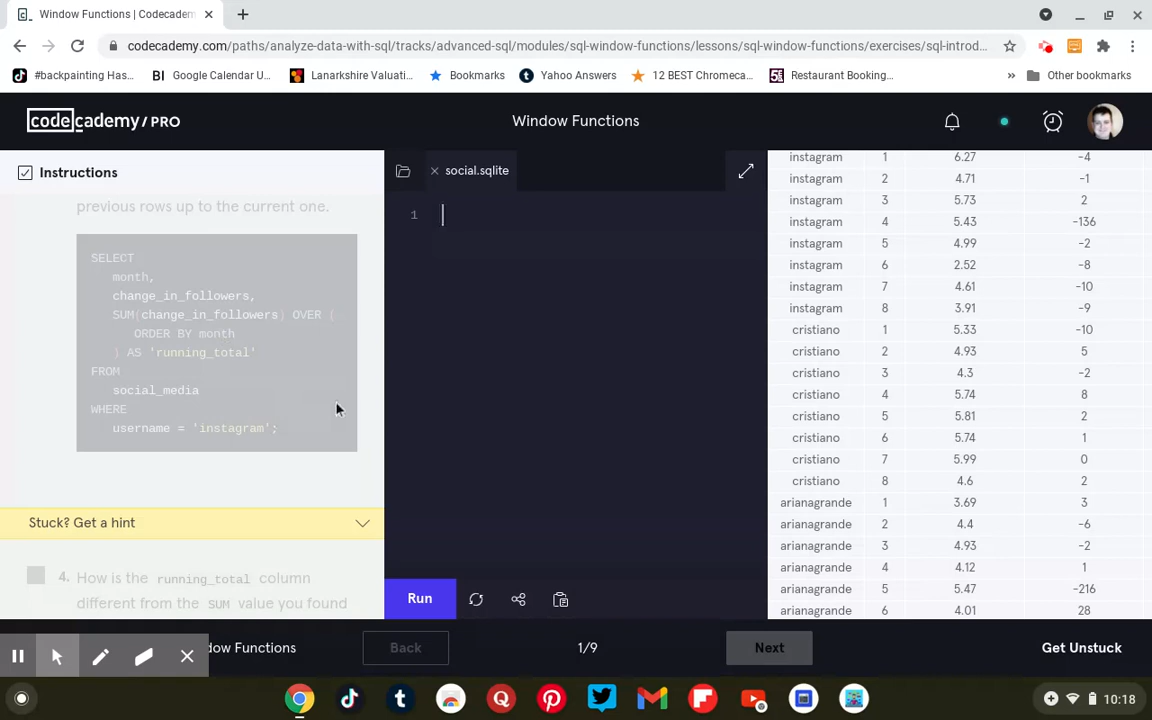 Window Functions | Codecadem
codecademy.com/paths/analyze-data-with-sql/tracks/advanced-sql/modules/sql-window-functions/lessons/sql-window-functions/exercises/sql-introd...
#backpainting Has... Google Calendar U... Lanarkshire Valuati... Bookmarks Yahoo Answers 12 BEST Chromeca... Restaurant Booking... » Other bookmarks
codecademy/PRO Window Functions
Instructions social.sqlite
previous rows up to the current one.
1
SELECT
month,
change_in_followers,
SUM(change_in_followers) OVER (
ORDER BY month
) AS 'running_total'
FROM
social_media
WHERE
username = 'instagram';
Stuck? Get a hint
4. How is the running_total column
different from the SUM value you found
instagram 1 6.27 -4
instagram 2 4.71 -1
instagram 3 5.73 2
instagram 4 5.43 -136
instagram 5 4.99 -2
instagram 6 2.52 -8
instagram 7 4.61 -10
instagram 8 3.91 -9
cristiano 1 5.33 -10
cristiano 2 4.93 5
cristiano 3 4.3 -2
cristiano 4 5.74 8
cristiano 5 5.81 2
cristiano 6 5.74 1
cristiano 7 5.99 0
cristiano 8 4.6 2
arianagrande 1 3.69 3
arianagrande 2 4.4 -6
arianagrande 3 4.93 -2
arianagrande 4 4.12 1
arianagrande 5 5.47 -216
arianagrande 6 4.01 28
Run
dow Functions Back 1/9 Next Get Unstuck
10:18